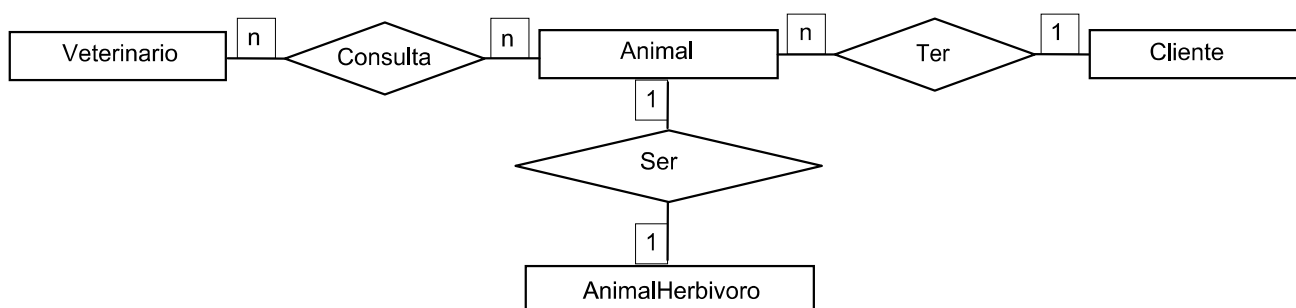 Veterinario n Consulta n Animal n Ter 1 Cliente
1
Ser
1
AnimalHerbivoro